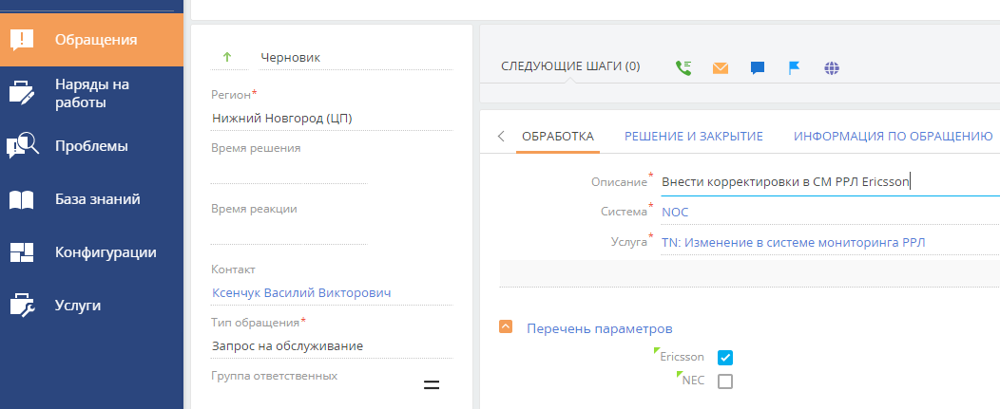 Обращения
Наряды на
работы
Проблемы
База знаний
Конфигурации
Услуги
Черновик
Регион*
Нижний Новгород (ЦП)
Время решения
Время реакции
Контакт
Ксенчук Василий Викторович
Тип обращения*
Запрос на обслуживание
Группа ответственных
СЛЕДУЮЩИЕ ШАГИ (0)
ОБРАБОТКА РЕШЕНИЕ И ЗАКРЫТИЕ ИНФОРМАЦИЯ ПО ОБРАЩЕНИЮ
Описание* Внести корректировки в СМ РРЛ Ericsson
Система* NOC
Услуга* TN: Изменение в системе мониторинга РРЛ
Перечень параметров
Ericsson
NEC